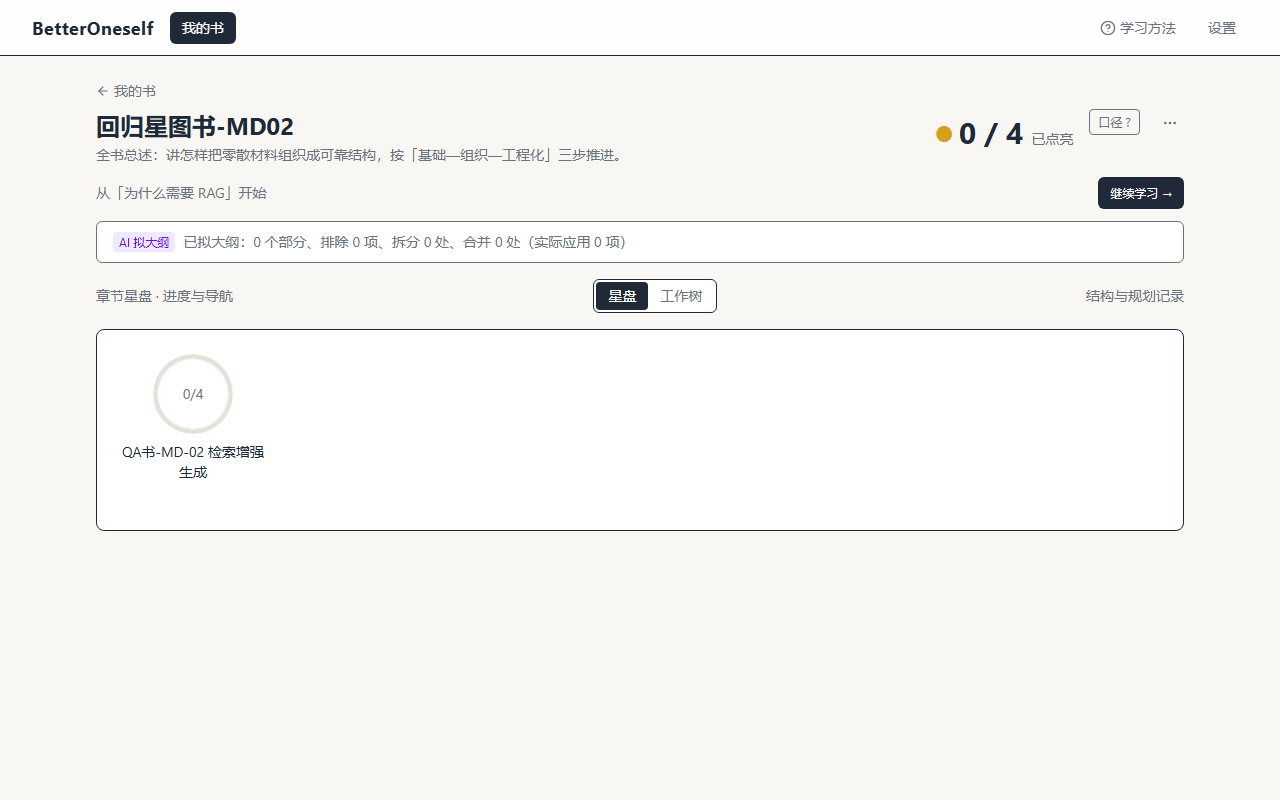 BetterOneself 我的书 学习方法 设置
← 我的书
回归星图书-MD02
0 / 4 已点亮 口径 ? ···
全书总述：讲怎样把零散材料组织成可靠结构，按「基础—组织—工程化」三步推进。
从「为什么需要 RAG」开始 继续学习 →
AI 拟大纲 已拟大纲：0 个部分、排除 0 项、拆分 0 处、合并 0 处（实际应用 0 项）
章节星盘 · 进度与导航 星盘 工作树 结构与规划记录
0/4
QA书-MD-02 检索增强
生成